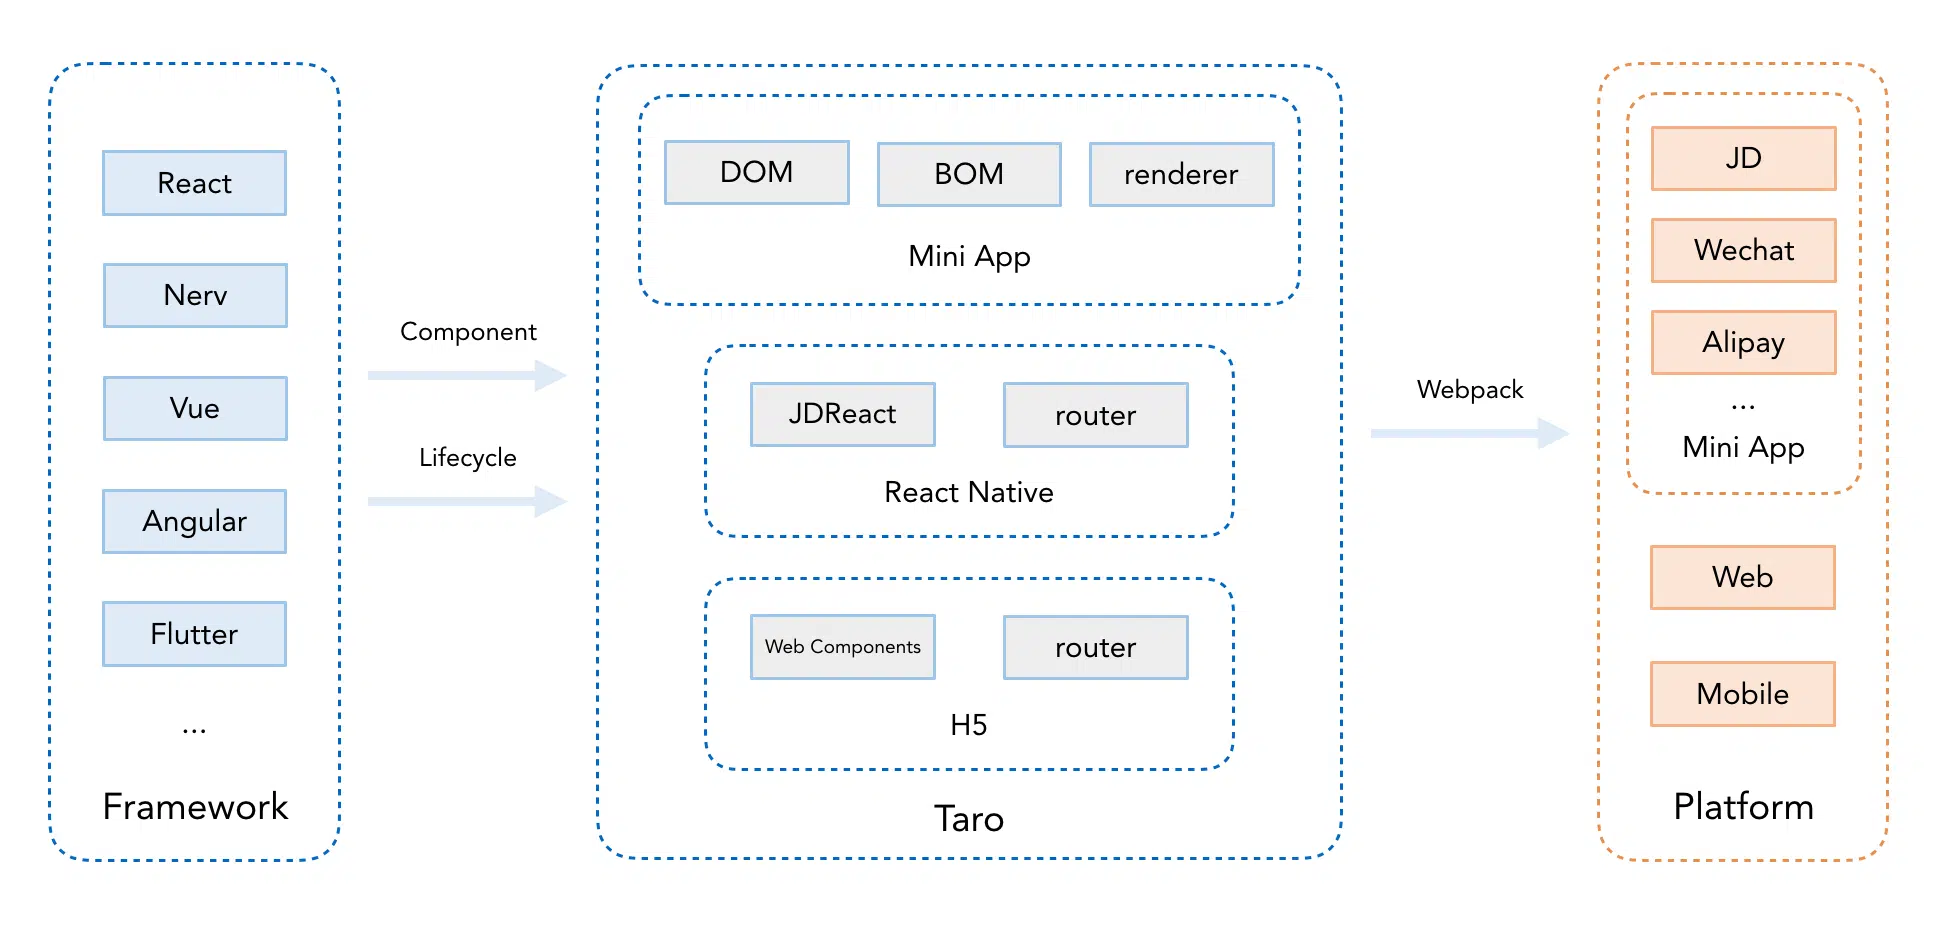 React
Nerv
Vue
Angular
Flutter
...
Framework
Component
Lifecycle
DOM
BOM
renderer
Mini App
JDReact
router
React Native
Web Components
router
H5
Taro
Webpack
JD
Wechat
Alipay
...
Mini App
Web
Mobile
Platform